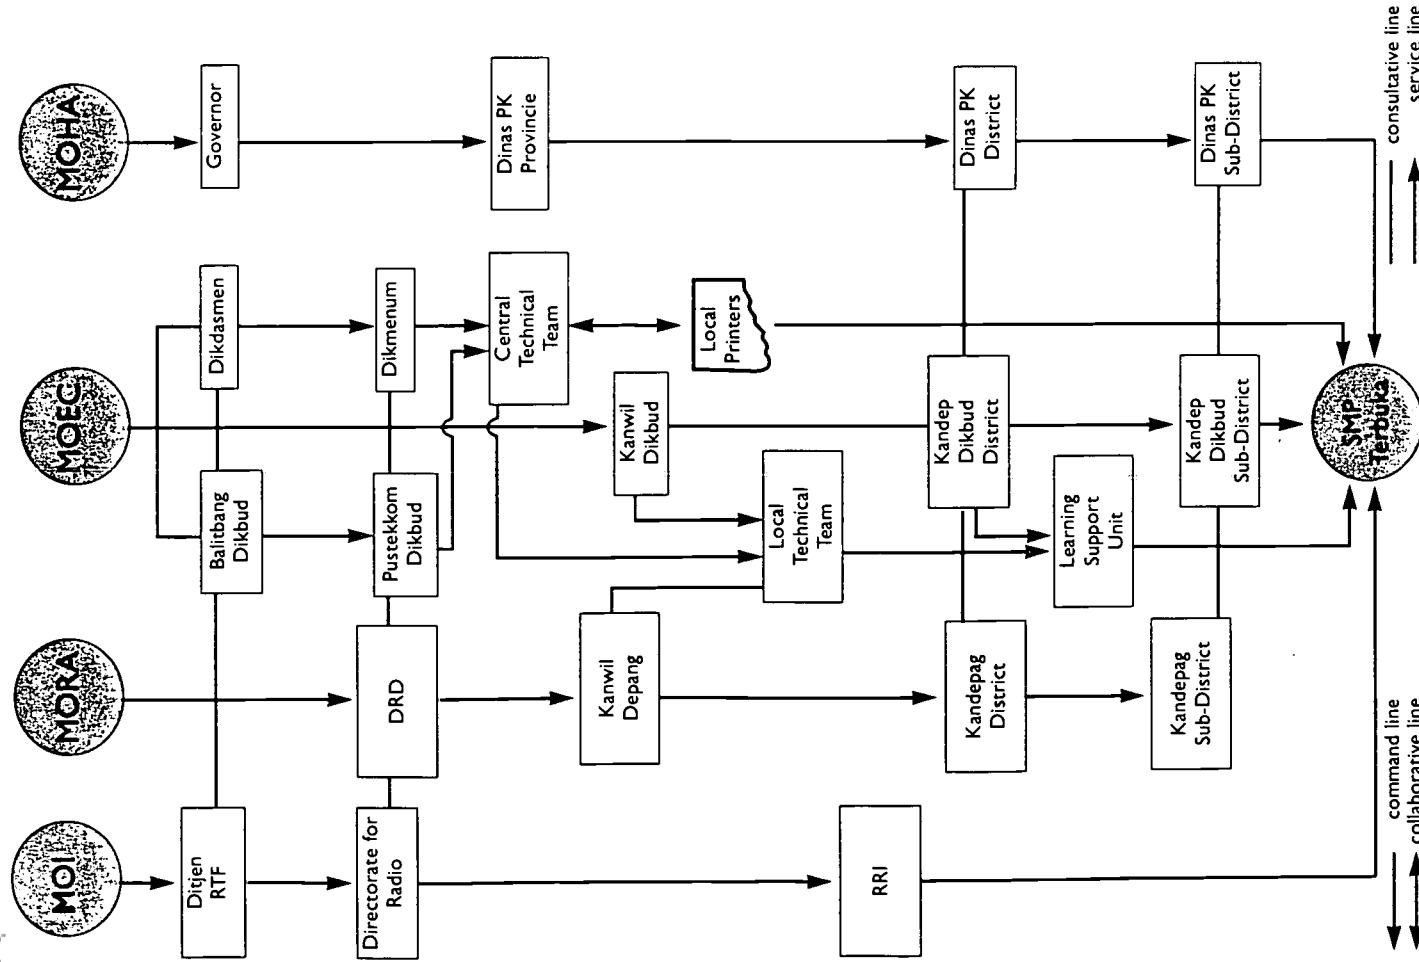 MOI
MORA
MOEC
MOHA
Ditjen
RTF
Balitbang
Dikbud
Dikdasmen
Governor
Directorate for
Radio
DRD
Pustekkom
Dikbud
Dikmenum
Central
Technical
Team
Dinas PK
Provincie
Kanwil
Depang
Kanwil
Dikbud
Local
Printers
Local
Technical
Team
RRI
Kandepag
District
Kandep
Dikbud
District
Dinas PK
District
Learning
Support
Unit
Kandepag
Sub-District
Kandep
Dikbud
Sub-District
Dinas PK
Sub-District
SMP
Terbuka
command line
collaborative line
consultative line
service line